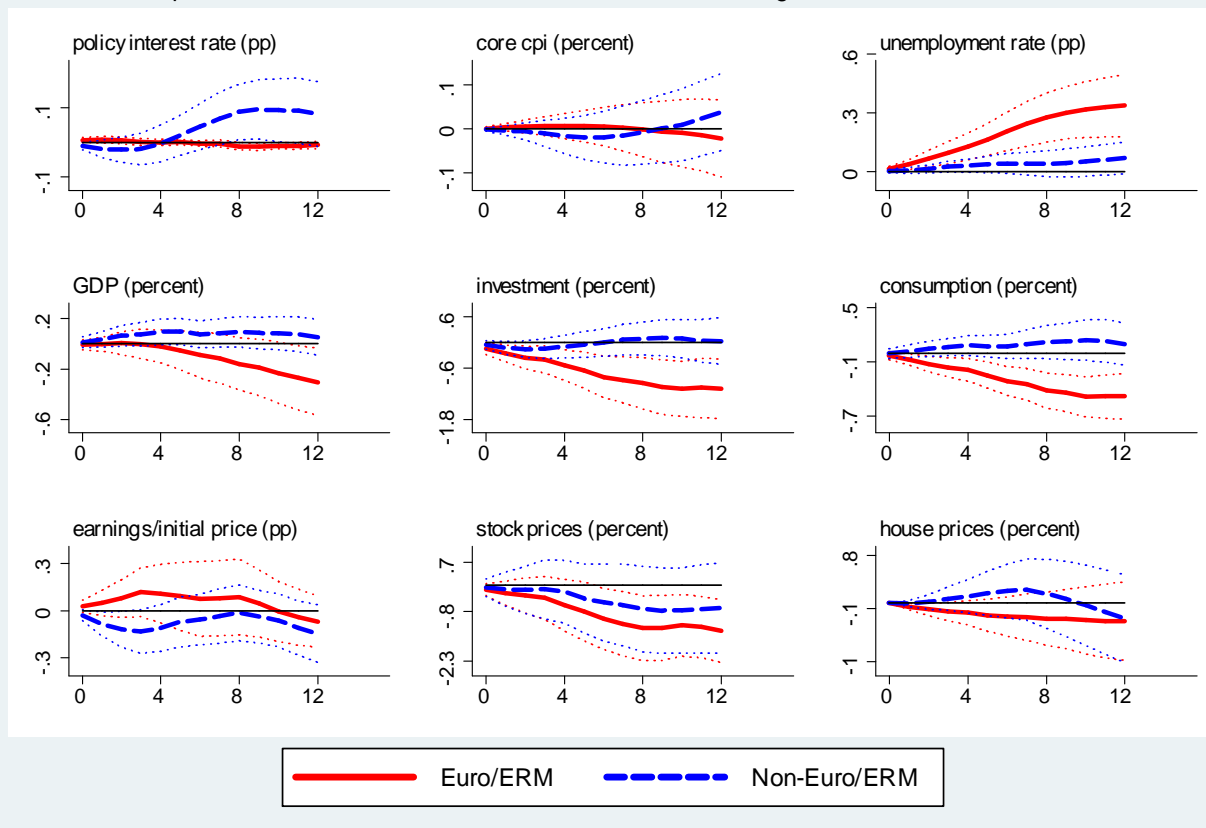 policy interest rate (pp)
.1
-.1
0 4 8 12
core cpi (percent)
.1
0
-.1
0 4 8 12
unemployment rate (pp)
.6
.3
0
0 4 8 12
GDP (percent)
.2
-.2
-.6
0 4 8 12
investment (percent)
.6
-.6
-1.8
0 4 8 12
consumption (percent)
.5
-.1
-.7
0 4 8 12
earnings/initial price (pp)
.3
0
-.3
0 4 8 12
stock prices (percent)
.7
-.8
-2.3
0 4 8 12
house prices (percent)
.8
-.1
-1
0 4 8 12
Euro/ERM Non-Euro/ERM